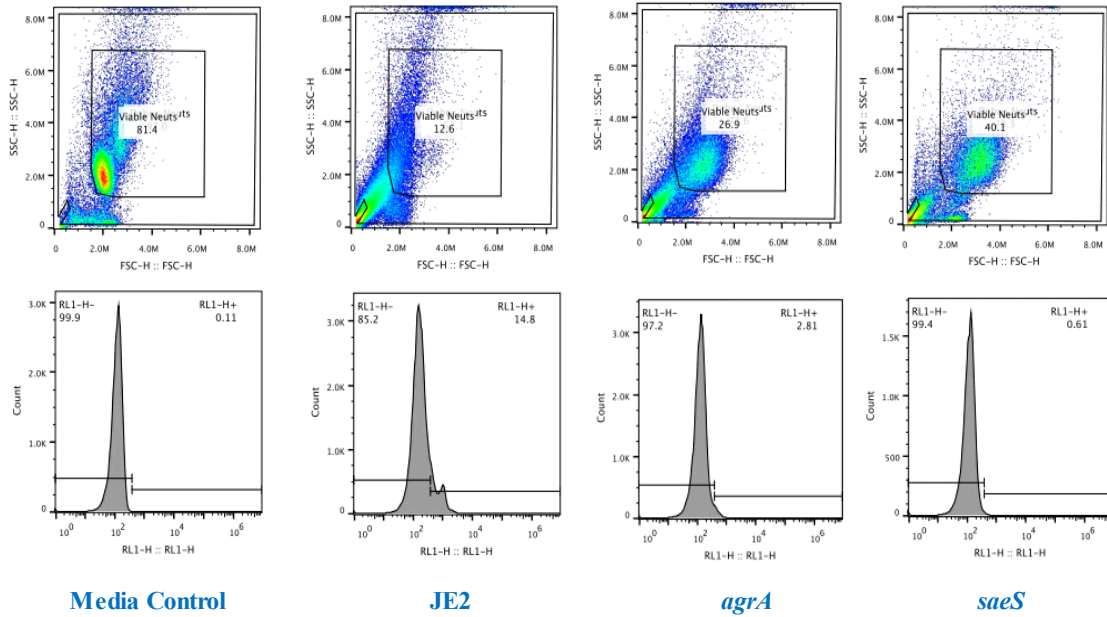 8.0M
6.0M
4.0M
2.0M
0
SSC-H :: SSC-H
Viable Neuts uts
81.4
0 2.0M 4.0M 6.0M 8.0M
FSC-H :: FSC-H
8.0M
6.0M
4.0M
2.0M
0
SSC-H :: SSC-H
Viable Neuts uts
12.6
0 2.0M 4.0M 6.0M 8.0M
FSC-H :: FSC-H
8.0M
6.0M
4.0M
2.0M
0
SSC-H :: SSC-H
Viable Neuts uts
26.9
0 2.0M 4.0M 6.0M 8.0M
FSC-H :: FSC-H
8.0M
6.0M
4.0M
2.0M
0
SSC-H :: SSC-H
Viable Neuts uts
40.1
0 2.0M 4.0M 6.0M 8.0M
FSC-H :: FSC-H
RL1-H- RL1-H+
99.9 0.11
3.0K
2.0K
1.0K
0
Count
10^0 10^2 10^4 10^6
RL1-H :: RL1-H
RL1-H- RL1-H+
85.2 14.8
3.0K
2.0K
1.0K
0
Count
10^0 10^2 10^4 10^6
RL1-H :: RL1-H
RL1-H- RL1-H+
97.2 2.81
3.0K
2.0K
1.0K
0
Count
10^0 10^2 10^4 10^6
RL1-H :: RL1-H
RL1-H- RL1-H+
99.4 0.61
1.5K
1.0K
500
0
Count
10^0 10^2 10^4 10^6
RL1-H :: RL1-H
Media Control JE2 agrA saeS